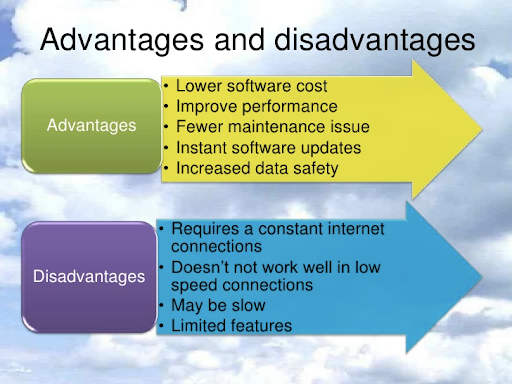 Advantages and disadvantages
Advantages
• Lower software cost
• Improve performance
• Fewer maintenance issue
• Instant software updates
• Increased data safety
Disadvantages
• Requires a constant internet
connections
• Doesn't not work well in low
speed connections
• May be slow
• Limited features